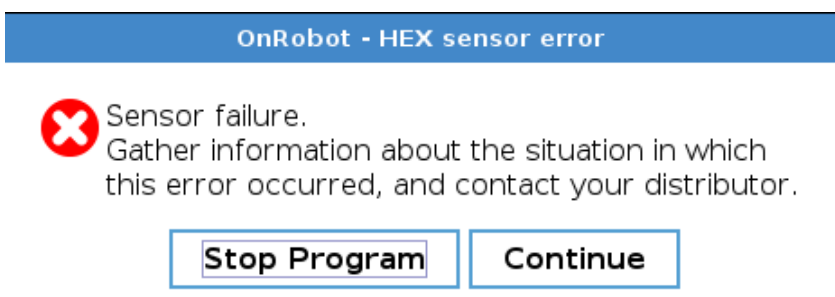 OnRobot - HEX sensor error
Sensor failure.
Gather information about the situation in which
this error occurred, and contact your distributor.
Stop Program Continue